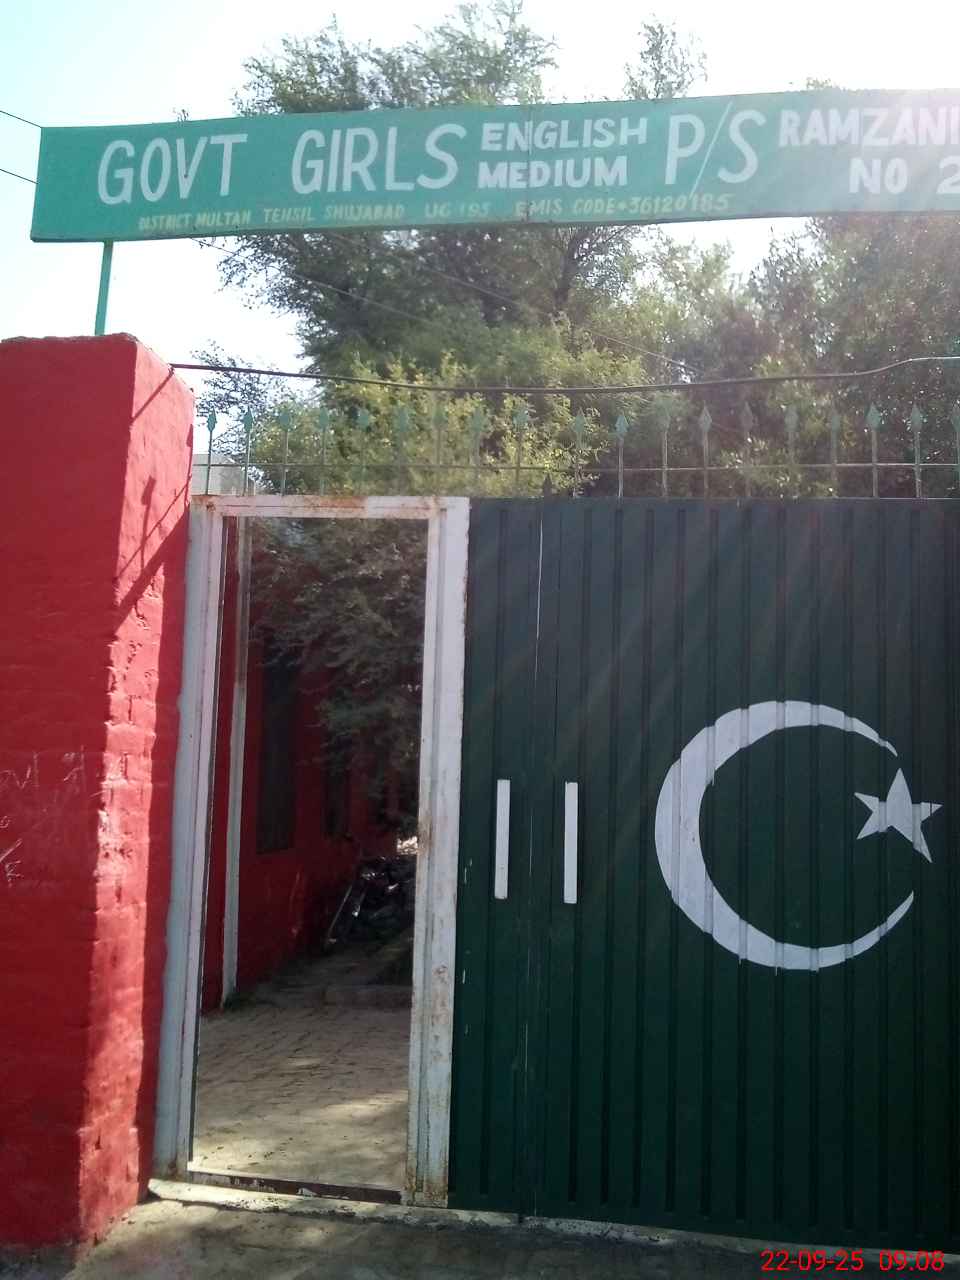 GOVT GIRLS ENGLISH MEDIUM P/S RAMZANI NO 2
DISTRICT MULTAN TEHSIL SHUJABAD UC 195 EMIS CODE*36120185
22-09-25 09.08